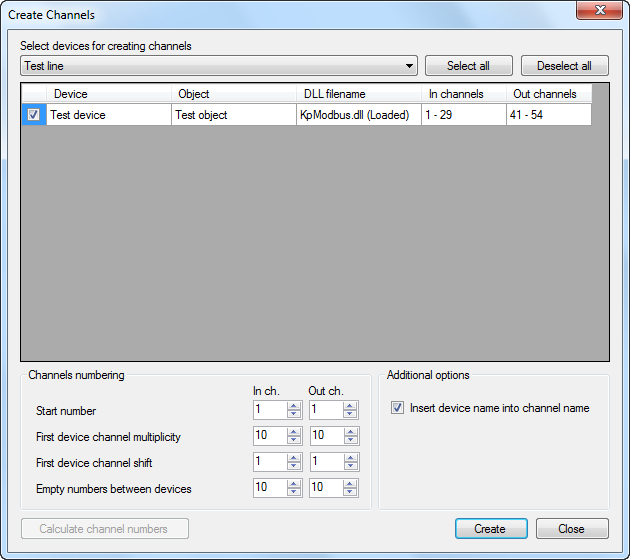 Create Channels
Select devices for creating channels
Test line Select all Deselect all
Device Object DLL filename In channels Out channels
Test device Test object KpModbus.dll (Loaded) 1 - 29 41 - 54
Channels numbering Additional options
In ch. Out ch.
Start number 1 1 Insert device name into channel name
First device channel multiplicity 10 10
First device channel shift 1 1
Empty numbers between devices 10 10
Calculate channel numbers Create Close